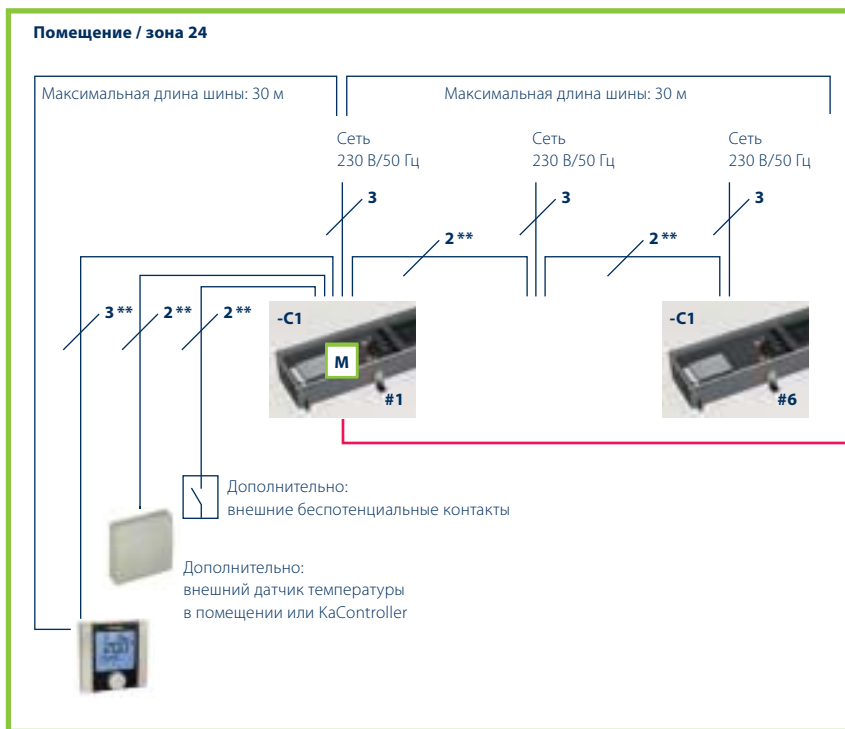 Помещение / зона 24
Максимальная длина шины: 30 м
Максимальная длина шины: 30 м
Сеть
230 В/50 Гц
Сеть
230 В/50 Гц
Сеть
230 В/50 Гц
3
3
3
2 **
2 **
3 **
2 **
2 **
-C1
M
#1
-C1
#6
Дополнительно:
внешние беспотенциальные контакты
Дополнительно:
внешний датчик температуры
в помещении или KaController